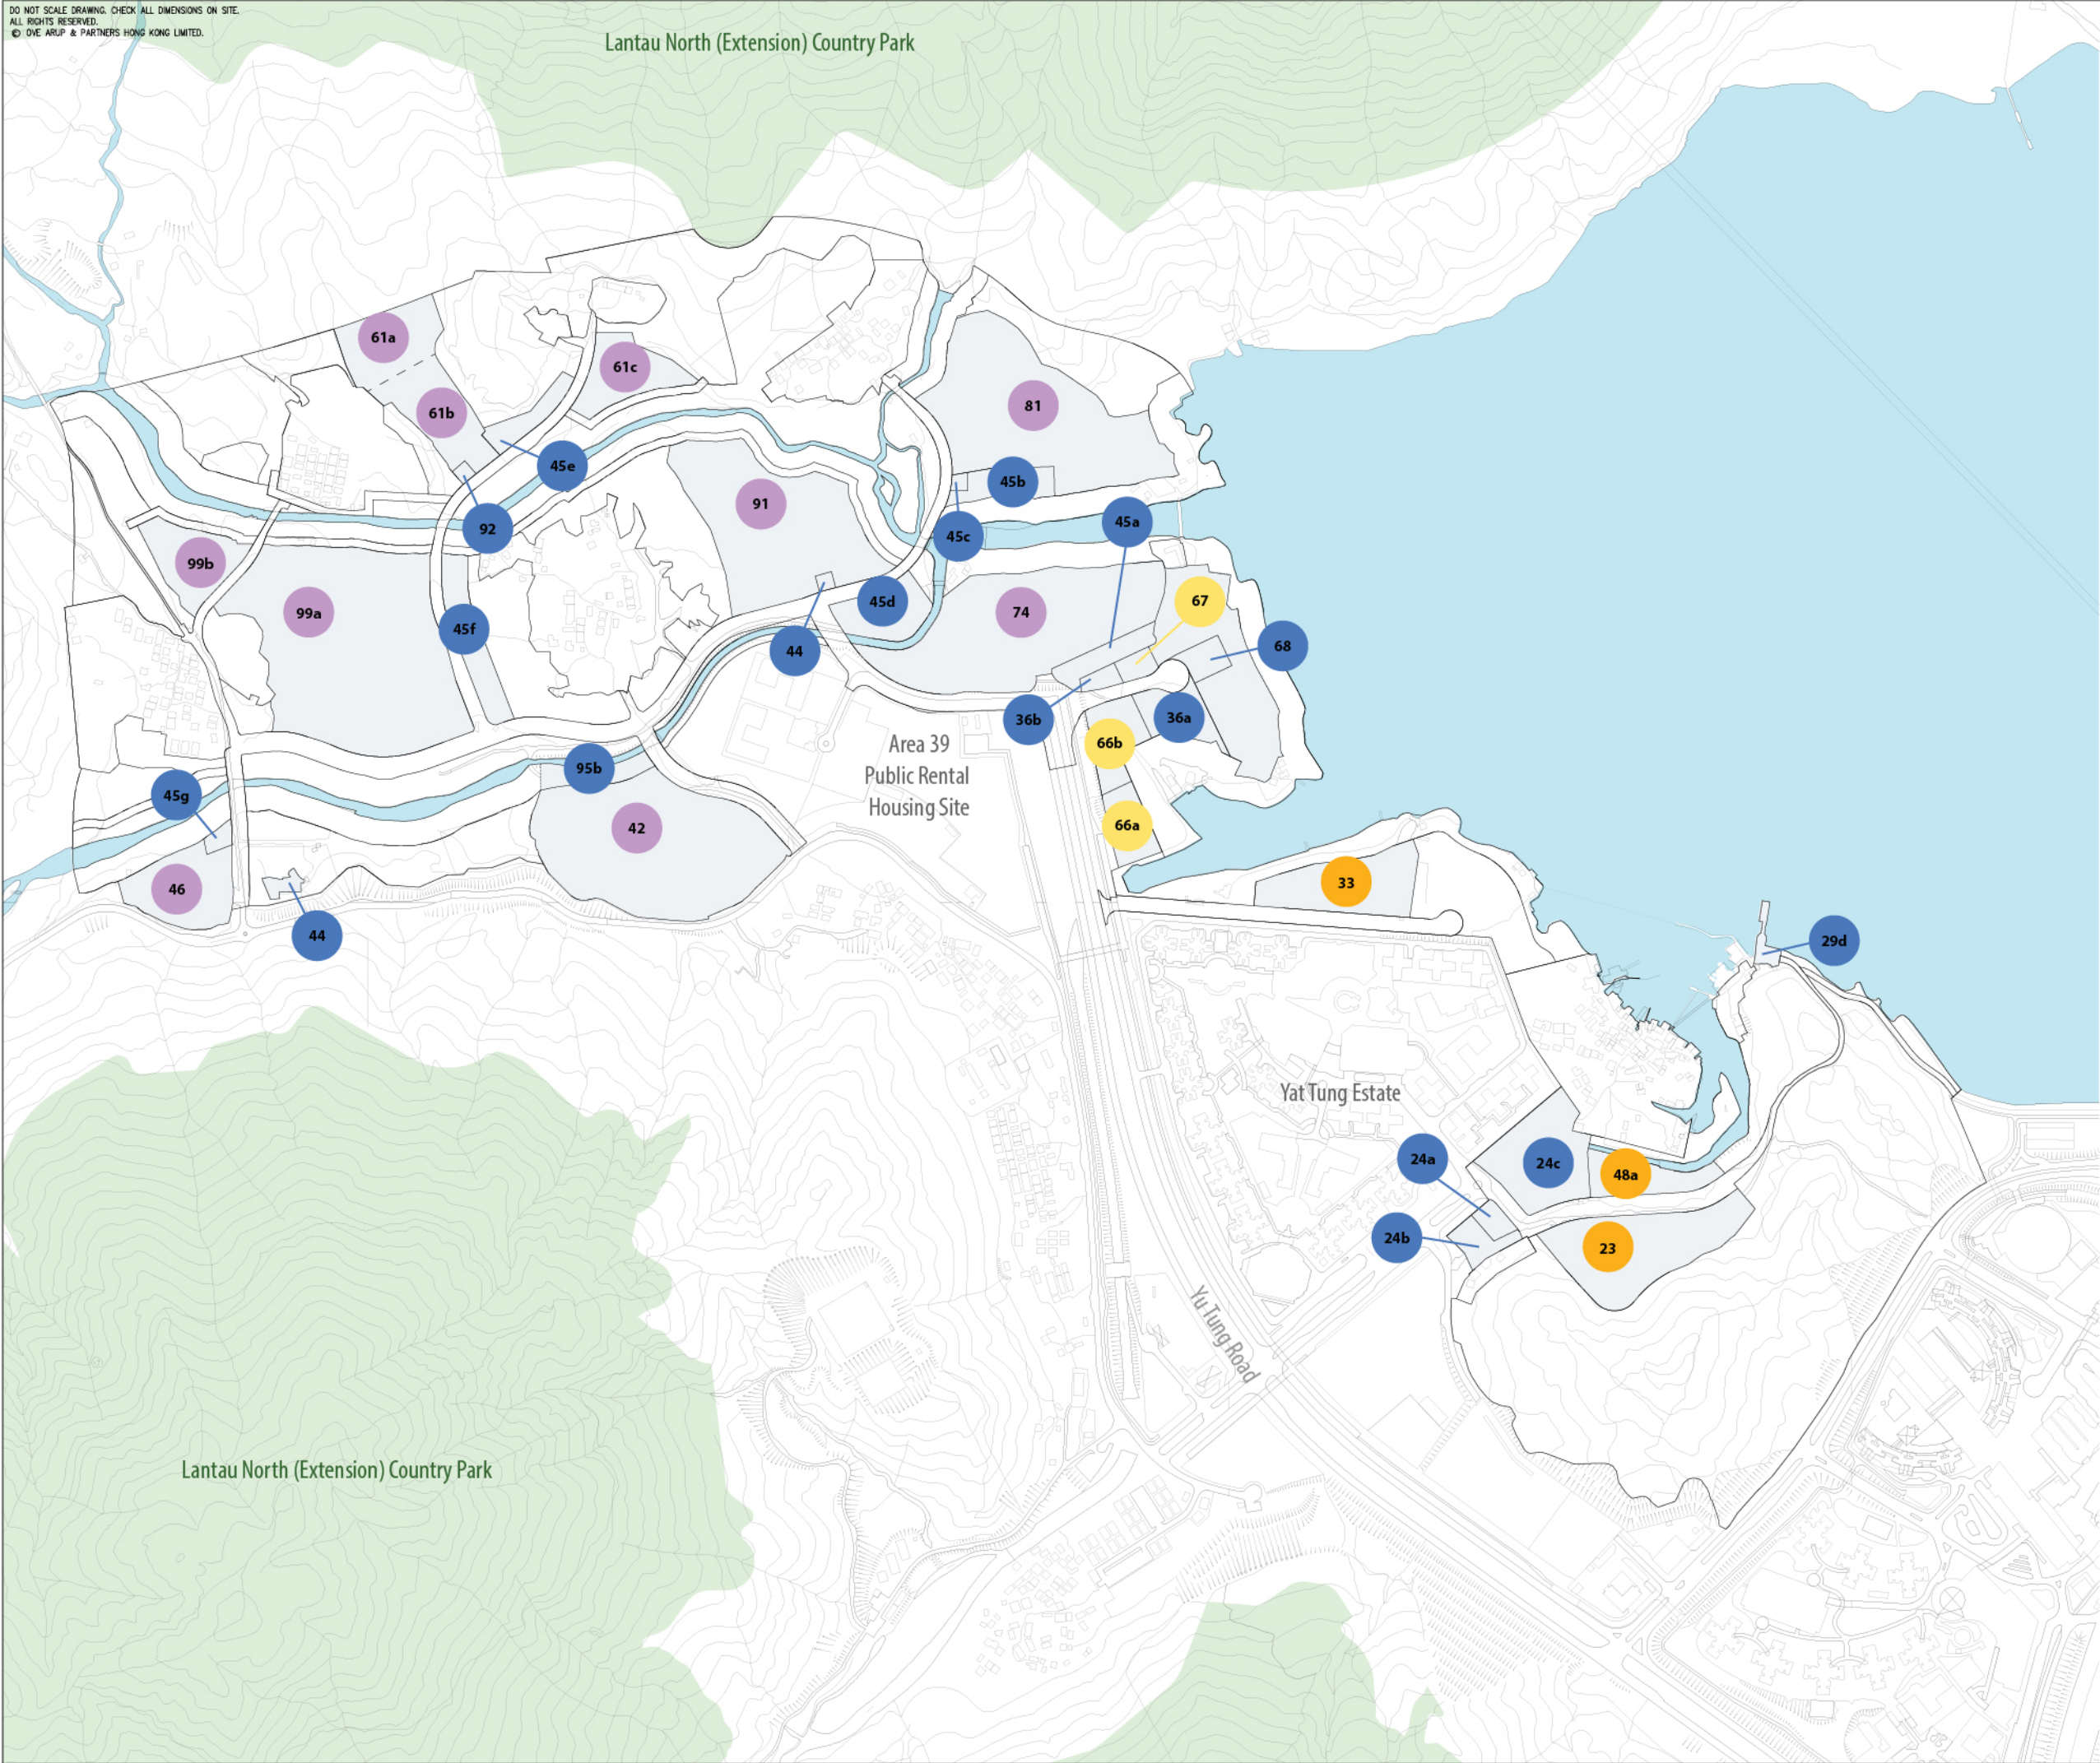 DO NOT SCALE DRAWING. CHECK ALL DIMENSIONS ON SITE.
ALL RIGHTS RESERVED.
© OVE ARUP & PARTNERS HONG KONG LIMITED.
Lantau North (Extension) Country Park
61a
61c
61b
81
45e
45b
91
45a
92
45c
99b
67
45d
99a
74
45f
68
44
36b
36a
66b
Area 39
Public Rental
Housing Site
95b
45g
66a
42
33
46
44
29d
Yat Tung Estate
24a
24c
48a
24b
23
Yu Tung Road
Lantau North (Extension) Country Park